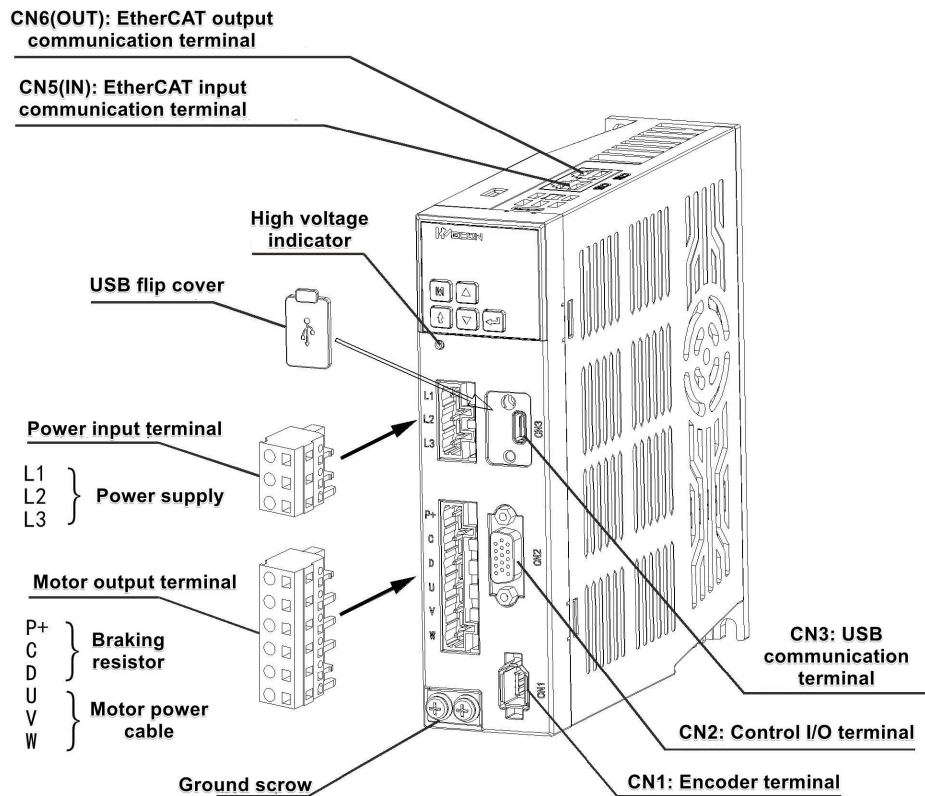 CN6(OUT): EtherCAT output
communication terminal
CN5(IN): EtherCAT input
communication terminal
High voltage
indicator
USB flip cover
Power input terminal
L1
L2
L3
Power supply
Motor output terminal
P+
C
D
Braking
resistor
U
V
W
Motor power
cable
Ground scrow
M
L1
L2
L3
CN3
P+
C
D
U
V
W
CN2
CN1
CN3: USB
communication
terminal
CN2: Control I/O terminal
CN1: Encoder terminal